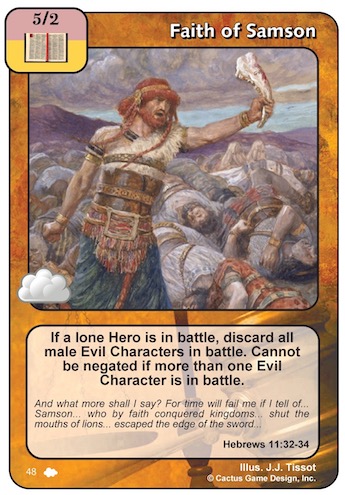 5/2
Faith of Samson
If a lone Hero is in battle, discard all
male Evil Characters in battle. Cannot
be negated if more than one Evil
Character is in battle.
And what more shall I say? For time will fail me if I tell of...
Samson... who by faith conquered kingdoms... shut the
mouths of lions... escaped the edge of the sword...
Hebrews 11:32-34
48
Illus. J.J. Tissot
© Cactus Game Design, Inc.